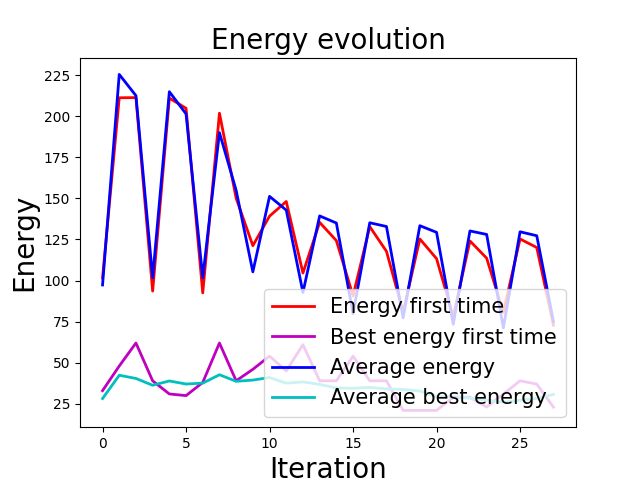 Energy evolution
Energy
225
200
175
150
125
100
75
50
25
0
5
10
15
20
25
Iteration
Energy first time
Best energy first time
Average energy
Average best energy